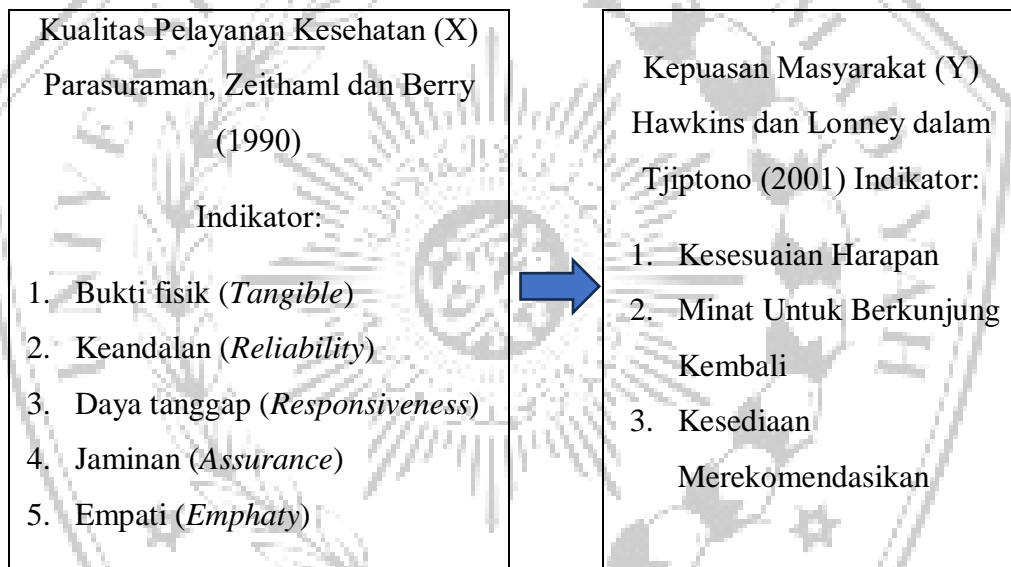 Kualitas Pelayanan Kesehatan (X)
Parasuraman, Zeithaml dan Berry
(1990)
Indikator:
1. Bukti fisik (Tangible)
2. Keandalan (Reliability)
3. Daya tanggap (Responsiveness)
4. Jaminan (Assurance)
5. Empati (Emphaty)
Kepuasan Masyarakat (Y)
Hawkins dan Lonney dalam
Tjiptono (2001) Indikator:
1. Kesesuaian Harapan
2. Minat Untuk Berkunjung
Kembali
3. Kesediaan
Merekomendasikan